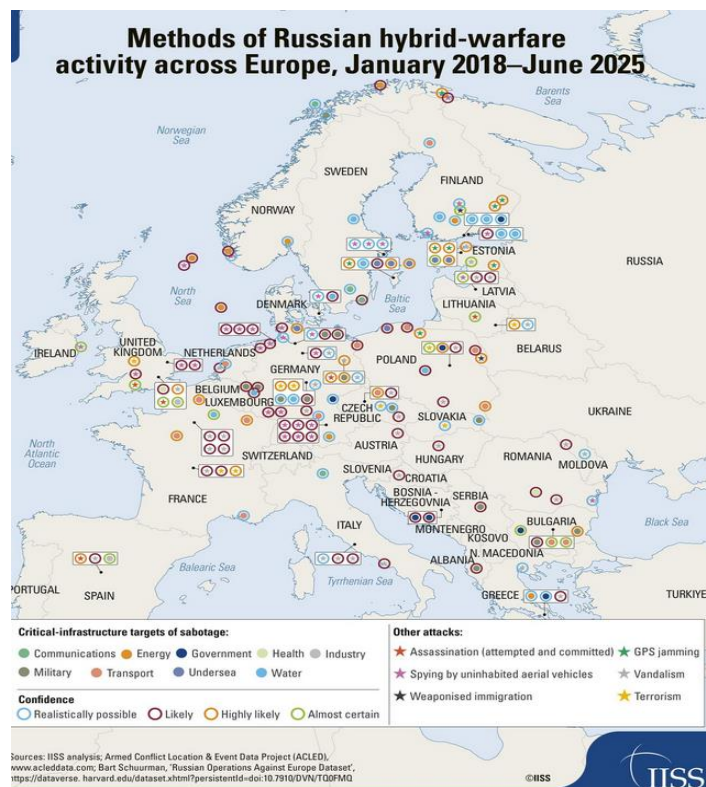 Methods of Russian hybrid-warfare
activity across Europe, January 2018–June 2025
Barents
Sea
Norwegian
Sea
SWEDEN
FINLAND
NORWAY
ESTONIA
RUSSIA
North
Sea
LATVIA
DENMARK
Baltic
Sea
LITHUANIA
IRELAND
UNITED
KINGDOM
NETHERLANDS
BELARUS
GERMANY
POLAND
BELGIUM
LUXEMBOURG
CZECH
REPUBLIC
SLOVAKIA
UKRAINE
North
Atlantic
Ocean
AUSTRIA
SWITZERLAND
HUNGARY
ROMANIA
MOLDOVA
SLOVENIA
CROATIA
FRANCE
BOSNIA-
HERZEGOVNIA
SERBIA
ITALY
MONTENEGRO
KOSOVO
BULGARIA
Black Sea
N. MACEDONIA
ALBANIA
Balearic Sea
Tyrrhenian Sea
PORTUGAL
SPAIN
GREECE
TURKIYE
Critical-infrastructure targets of sabotage:
Communications Energy Government Health Industry
Military Transport Undersea Water
Confidence
Realistically possible Likely Highly likely Almost certain
Other attacks:
Assassination (attempted and committed) GPS jamming
Spying by uninhabited aerial vehicles Vandalism
Weaponised immigration Terrorism
Sources: IISS analysis; Armed Conflict Location & Event Data Project (ACLED),
www.acleddata.com; Bart Schuurman, 'Russian Operations Against Europe Dataset',
https://dataverse. harvard.edu/dataset.xhtml?persistentId=doi:10.7910/DVN/TQ0FMQ
©IISS
IISS